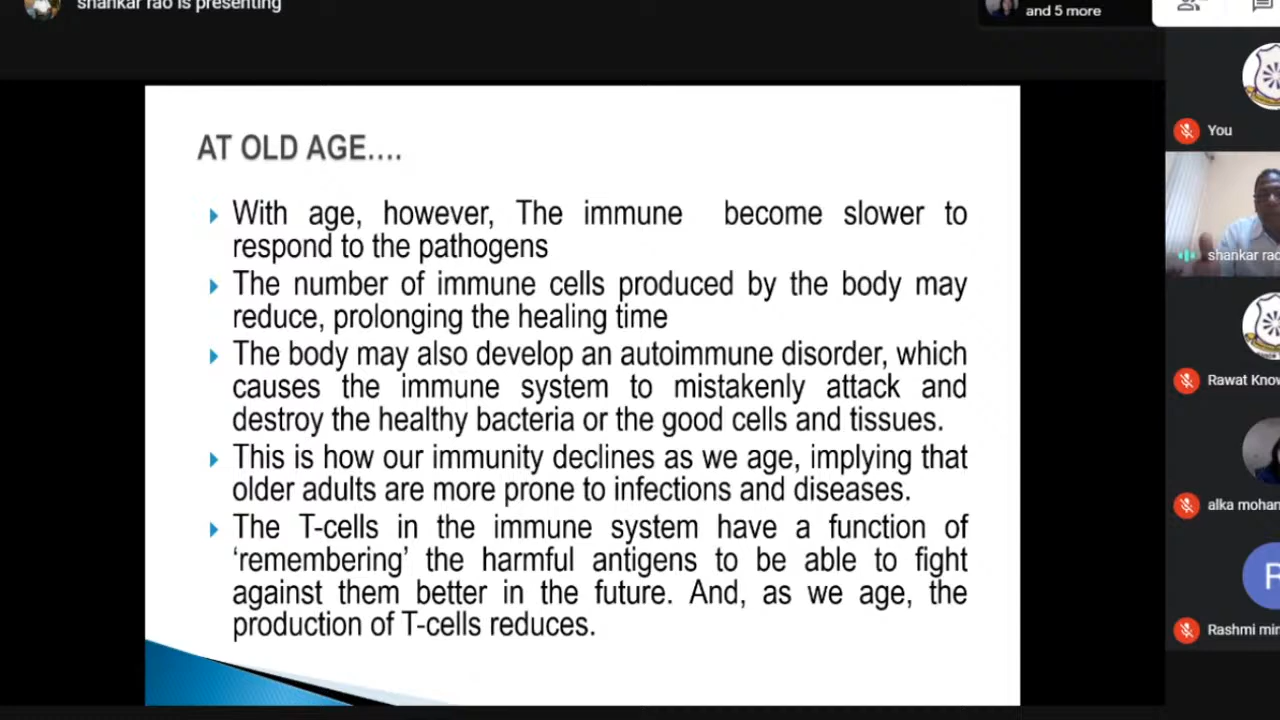 shankar rao is presenting
and 5 more
You
AT OLD AGE....
With age, however, The immune become slower to
respond to the pathogens
The number of immune cells produced by the body may
reduce, prolonging the healing time
The body may also develop an autoimmune disorder, which
causes the immune system to mistakenly attack and
destroy the healthy bacteria or the good cells and tissues.
This is how our immunity declines as we age, implying that
older adults are more prone to infections and diseases.
The T-cells in the immune system have a function of
‘remembering’ the harmful antigens to be able to fight
against them better in the future. And, as we age, the
production of T-cells reduces.
shankar rao
Rawat Know
alka mohan
R
Rashmi min